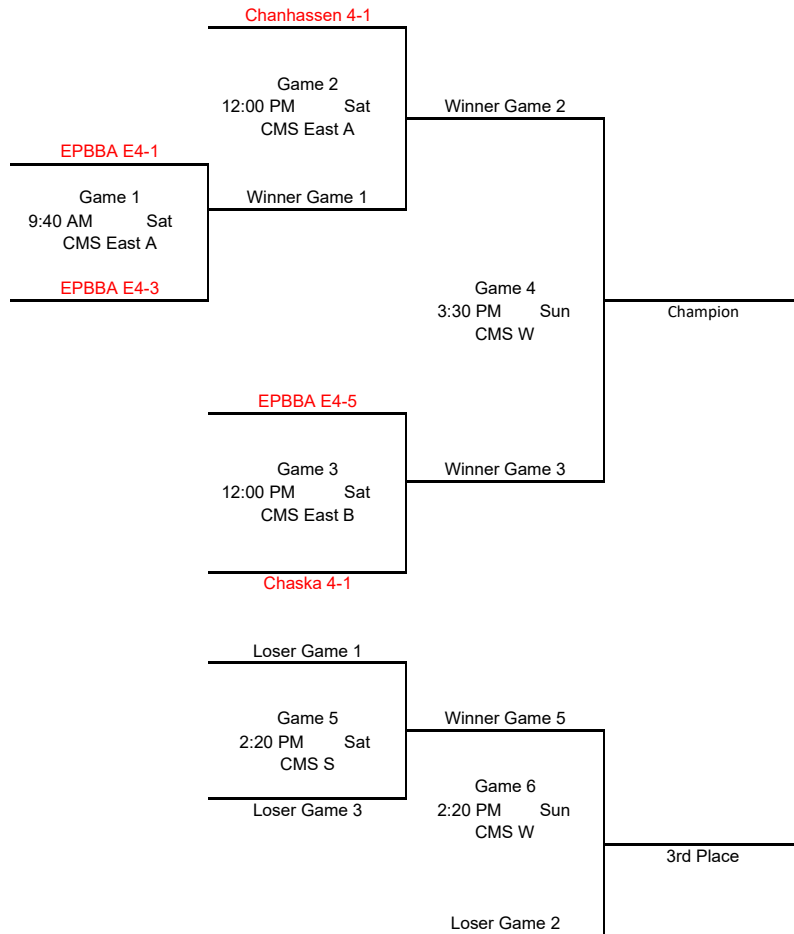 Chanhassen 4-1
Game 2
12:00 PM Sat
CMS East A
Winner Game 2
EPBBA E4-1
Game 1
9:40 AM Sat
CMS East A
Winner Game 1
EPBBA E4-3
Game 4
3:30 PM Sun
CMS W
Champion
EPBBA E4-5
Game 3
12:00 PM Sat
CMS East B
Winner Game 3
Chaska 4-1
Loser Game 1
Game 5
2:20 PM Sat
CMS S
Winner Game 5
Loser Game 3
Game 6
2:20 PM Sun
CMS W
3rd Place
Loser Game 2